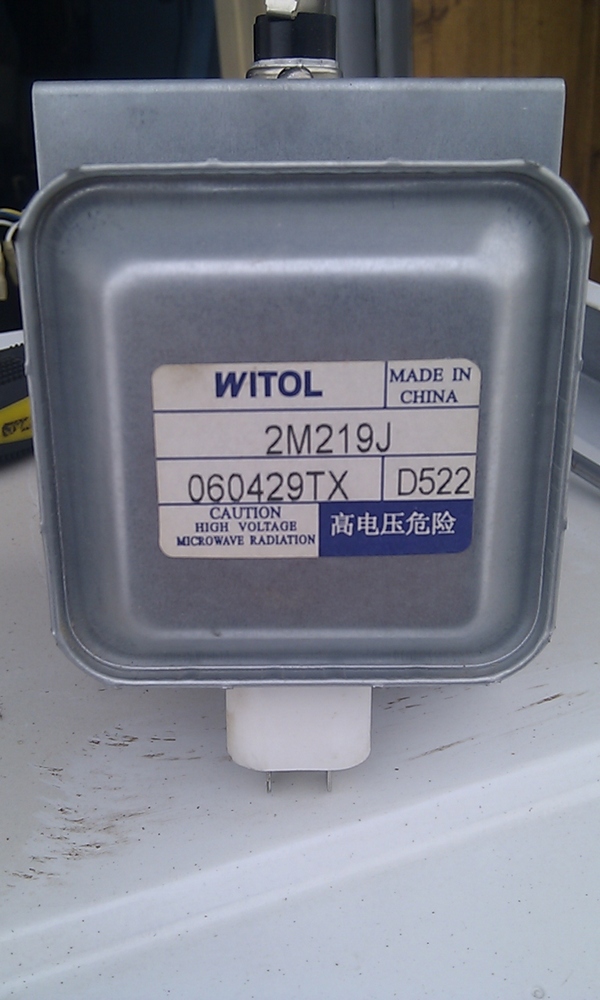 WITOL
MADE IN
CHINA
2M219J
060429TX
D522
CAUTION
HIGH VOLTAGE
MICROWAVE RADIATION
高电压危险